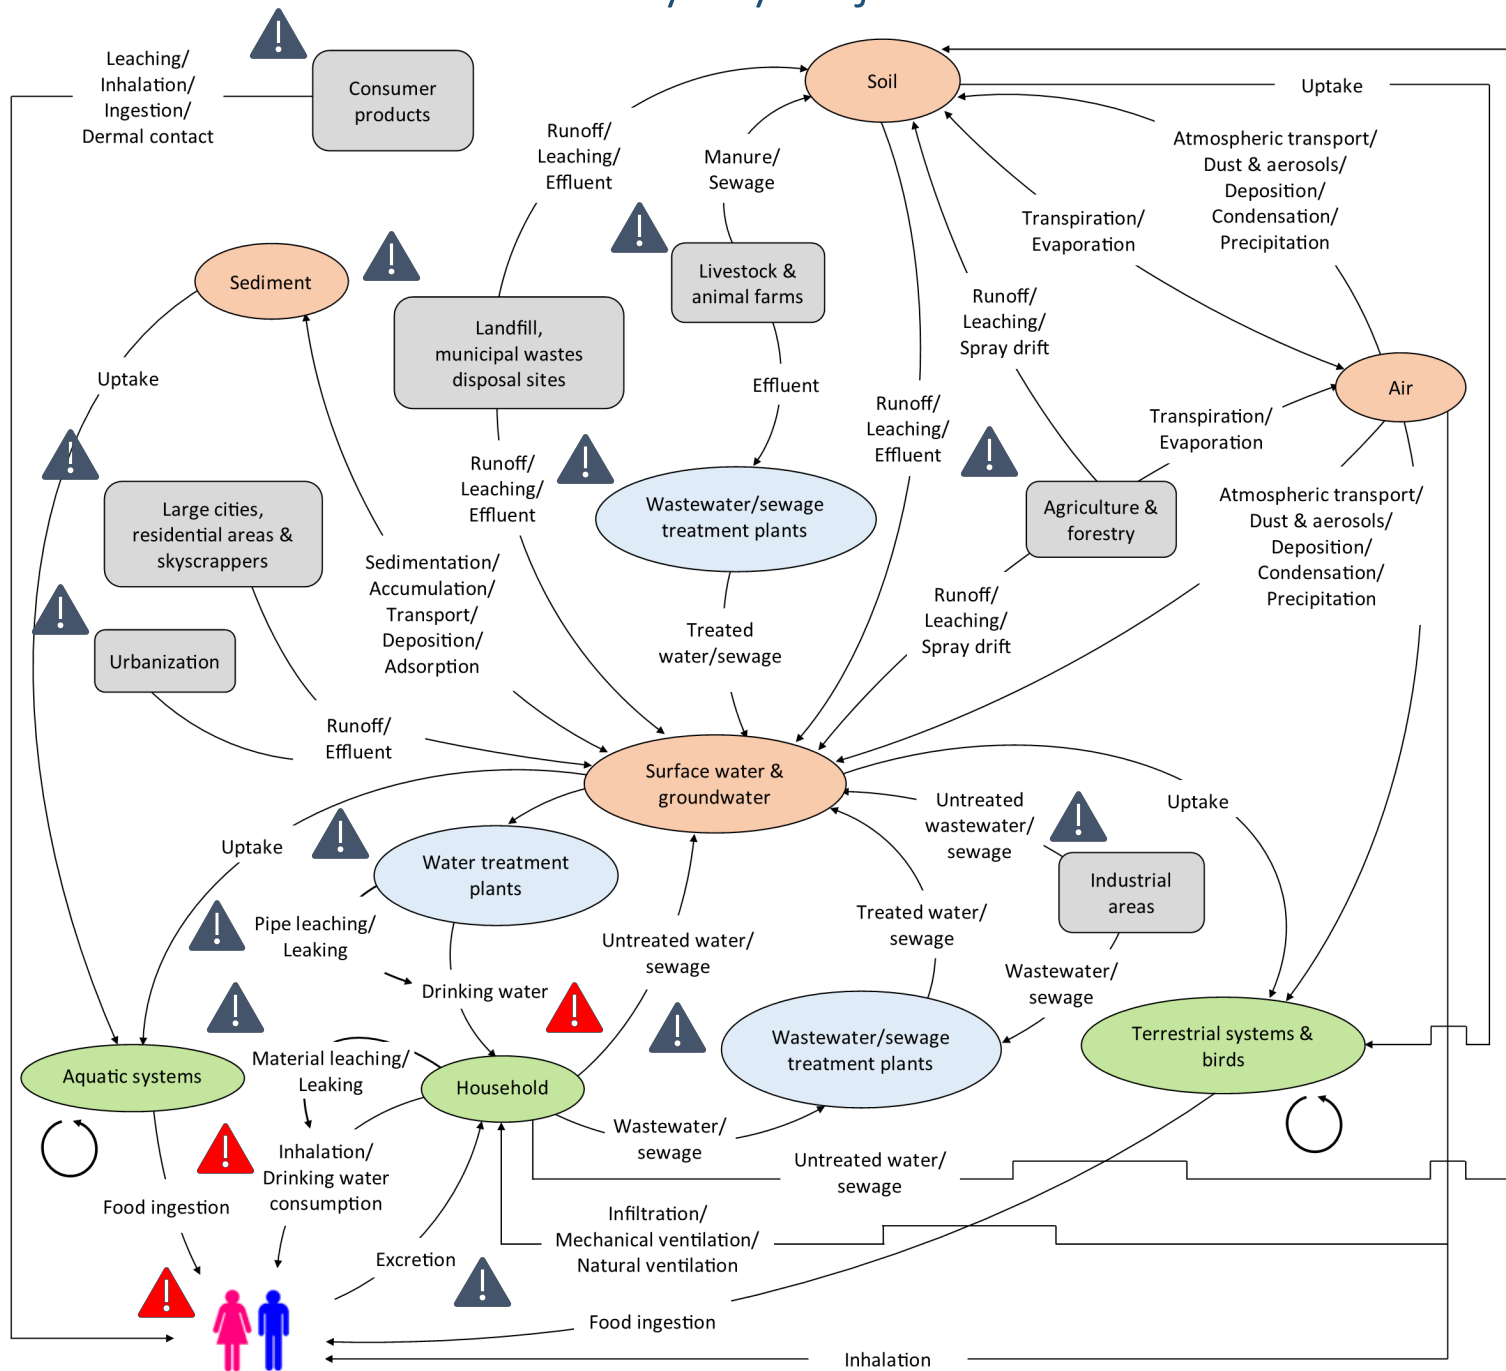 Leaching/
Inhalation/
Ingestion/
Dermal contact
Consumer
products
Soil
Uptake
Runoff/
Leaching/
Effluent
Manure/
Sewage
Atmospheric transport/
Dust & aerosols/
Deposition/
Condensation/
Precipitation
Transpiration/
Evaporation
Sediment
Livestock &
animal farms
Landfill,
municipal wastes
disposal sites
Runoff/
Leaching/
Spray drift
Uptake
Effluent
Air
Runoff/
Leaching/
Effluent
Transpiration/
Evaporation
Runoff/
Leaching/
Effluent
Large cities,
residential areas &
skyscrappers
Wastewater/sewage
treatment plants
Agriculture &
forestry
Atmospheric transport/
Dust & aerosols/
Deposition/
Condensation/
Precipitation
Sedimentation/
Accumulation/
Transport/
Deposition/
Adsorption
Runoff/
Leaching/
Spray drift
Urbanization
Treated
water/sewage
Runoff/
Effluent
Surface water &
groundwater
Untreated
wastewater/
sewage
Uptake
Uptake
Water treatment
plants
Industrial
areas
Pipe leaching/
Leaking
Untreated water/
sewage
Treated water/
sewage
Drinking water
Wastewater/
sewage
Wastewater/sewage
treatment plants
Terrestrial systems &
birds
Material leaching/
Leaking
Aquatic systems
Household
Wastewater/
sewage
Inhalation/
Drinking water
consumption
Untreated water/
sewage
Food ingestion
Infiltration/
Mechanical ventilation/
Natural ventilation
Excretion
Food ingestion
Inhalation